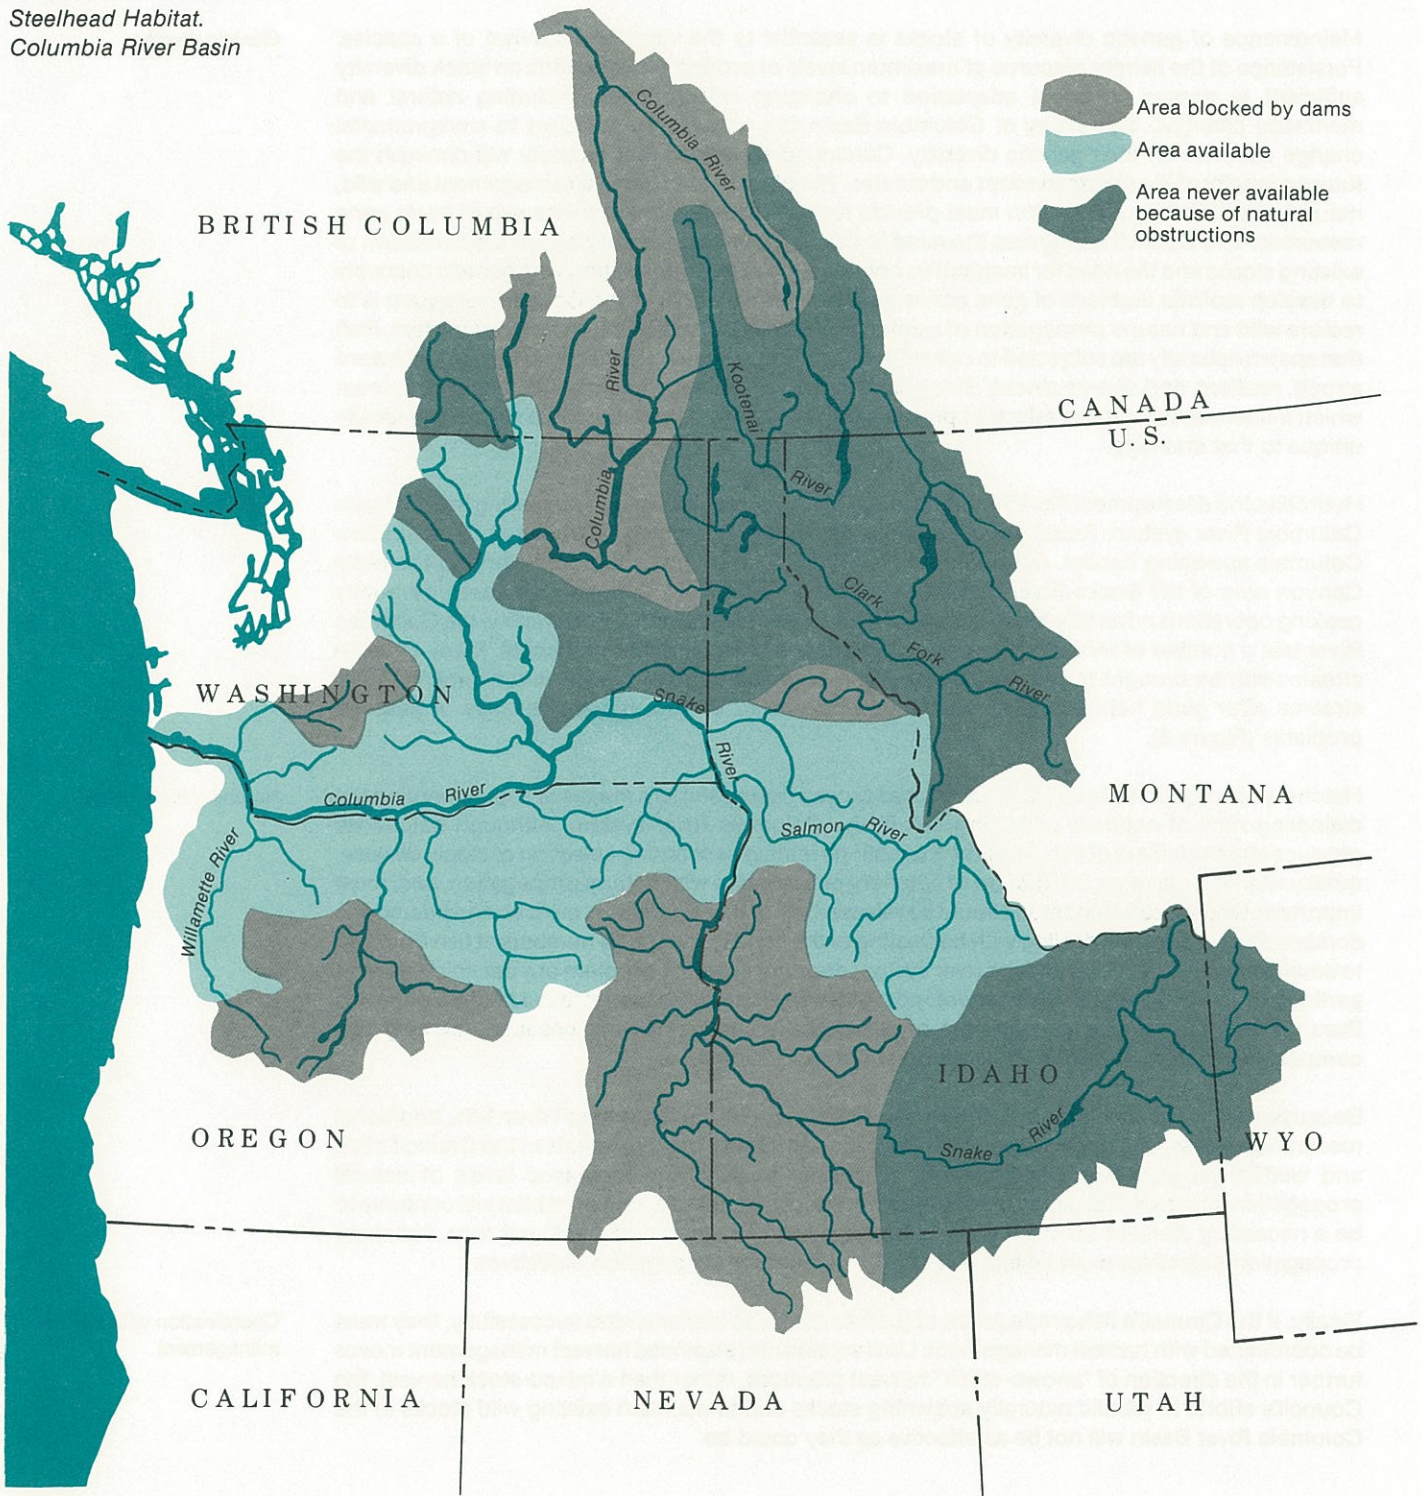 Steelhead Habitat.
Columbia River Basin
Area blocked by dams
Area available
Area never available
because of natural
obstructions
BRITISH COLUMBIA
Columbia River
River
Kootenai
CANADA
U. S.
River
Columbia
Clark
Fork
River
WASHINGTON
Snake
River
MONTANA
Columbia River
Salmon River
Willamette River
IDAHO
Snake River
OREGON
WYO
CALIFORNIA
NEVADA
UTAH